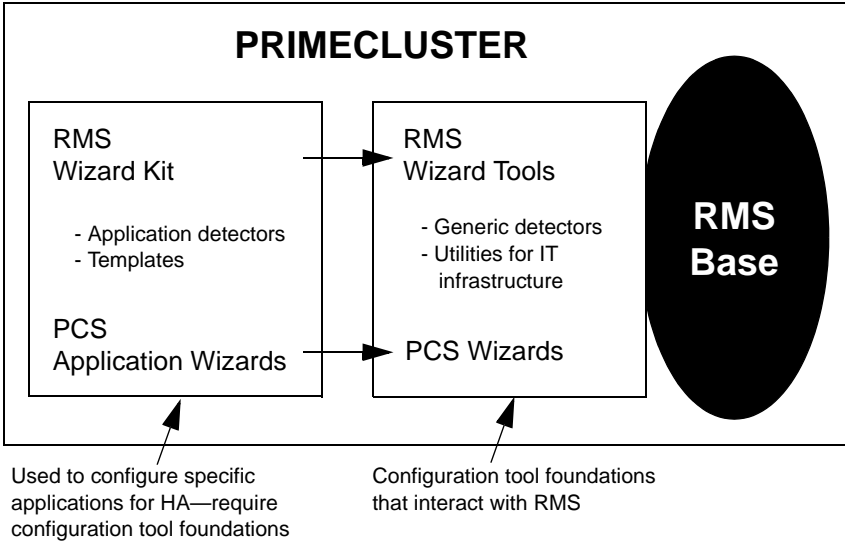 PRIMECLUSTER
RMS
Wizard Kit
- Application detectors
- Templates
PCS
Application Wizards
RMS
Wizard Tools
- Generic detectors
- Utilities for IT
infrastructure
PCS Wizards
RMS
Base
Used to configure specific
applications for HA—require
configuration tool foundations
Configuration tool foundations
that interact with RMS